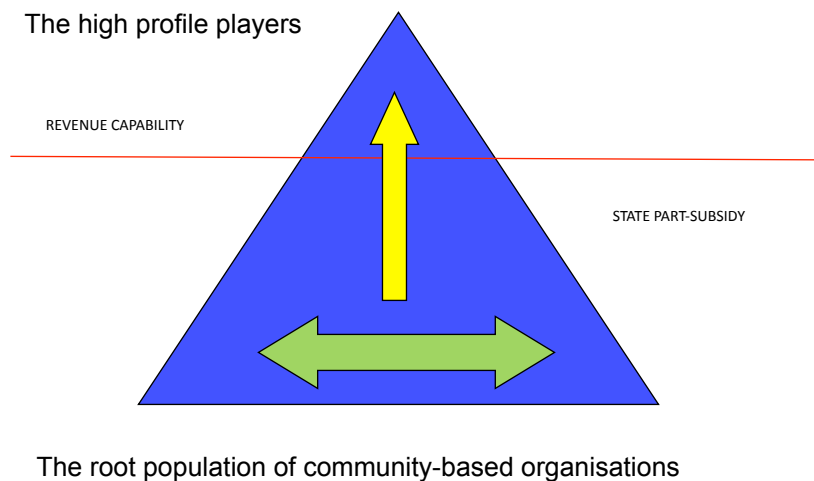 The high profile players
REVENUE CAPABILITY
STATE PART-SUBSIDY
The root population of community-based organisations